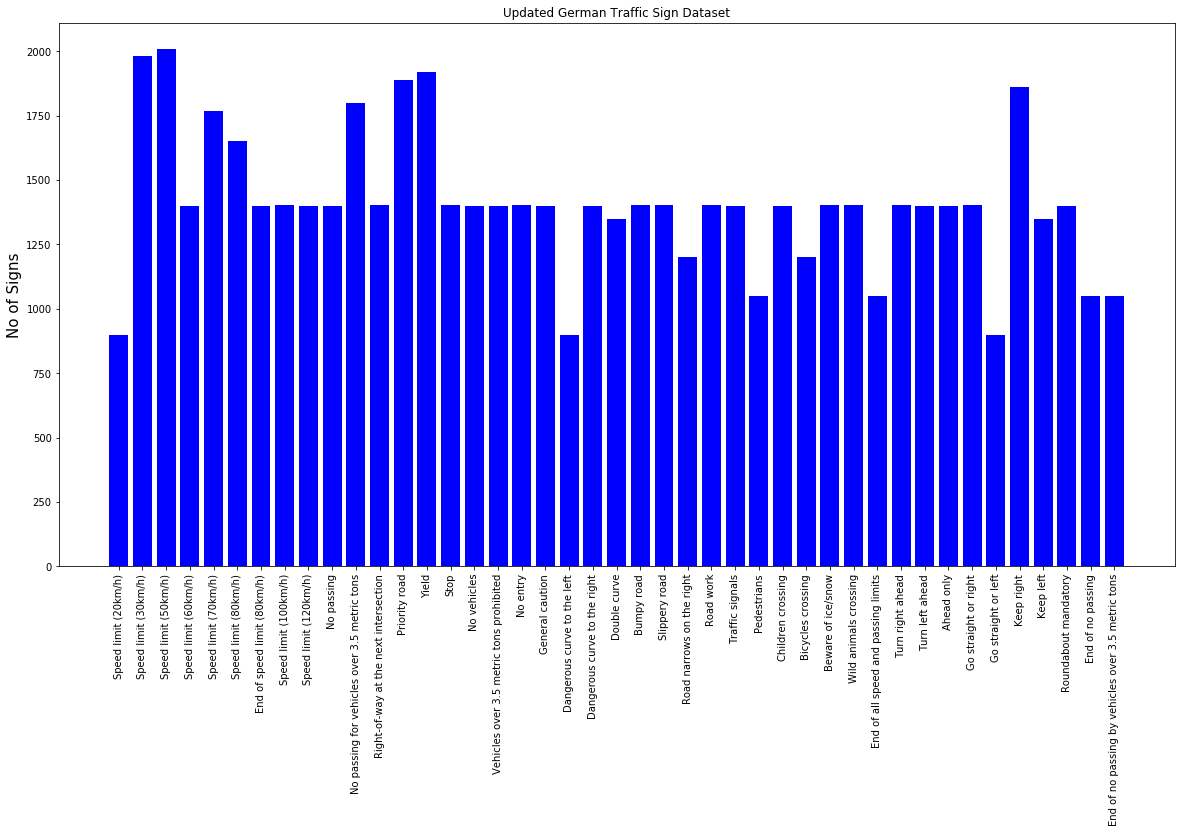 Updated German Traffic Sign Dataset
No of Signs
2000
1750
1500
1250
1000
750
500
250
0
Speed limit (20km/h)
Speed limit (30km/h)
Speed limit (50km/h)
Speed limit (60km/h)
Speed limit (70km/h)
Speed limit (80km/h)
End of speed limit (80km/h)
Speed limit (100km/h)
Speed limit (120km/h)
No passing
No passing for vehicles over 3.5 metric tons
Right-of-way at the next intersection
Priority road
Yield
Stop
No vehicles
Vehicles over 3.5 metric tons prohibited
No entry
General caution
Dangerous curve to the left
Dangerous curve to the right
Double curve
Bumpy road
Slippery road
Road narrows on the right
Road work
Traffic signals
Pedestrians
Children crossing
Bicycles crossing
Beware of ice/snow
Wild animals crossing
End of all speed and passing limits
Turn right ahead
Turn left ahead
Ahead only
Go straight or right
Go straight or left
Keep right
Keep left
Roundabout mandatory
End of no passing
End of no passing by vehicles over 3.5 metric tons